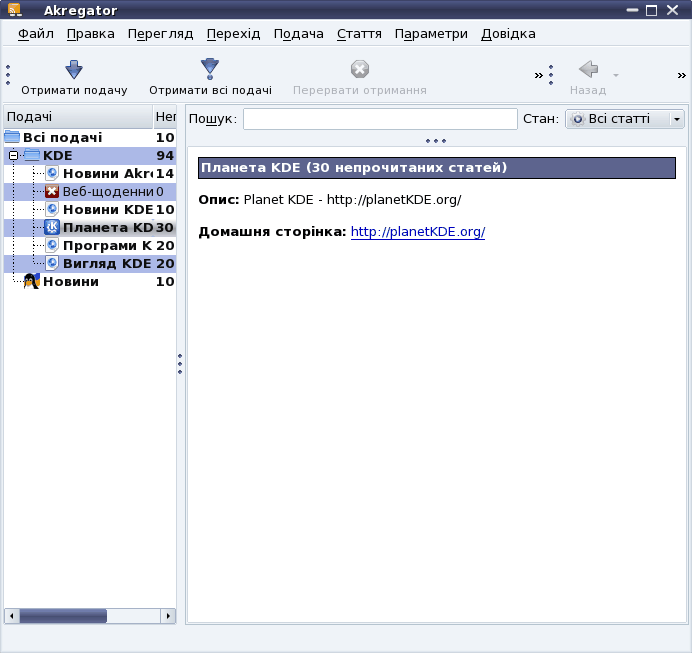 Akregator
Файл Правка Перегляд Перехід Подача Стаття Параметри Довідка
Отримати подачу Отримати всі подачі Перервати отримання » Назад »
Подачі Неп
Пошук: Стан: Всі статті
Всі подачі 10
KDE 94
Новини Akre 14
Веб-щоденни 0
Новини KDE 10
Планета KD 30
Програми K 20
Вигляд KDE 20
Новини 10
Планета KDE (30 непрочитаних статей)
Опис: Planet KDE - http://planetKDE.org/
Домашня сторінка: http://planetKDE.org/